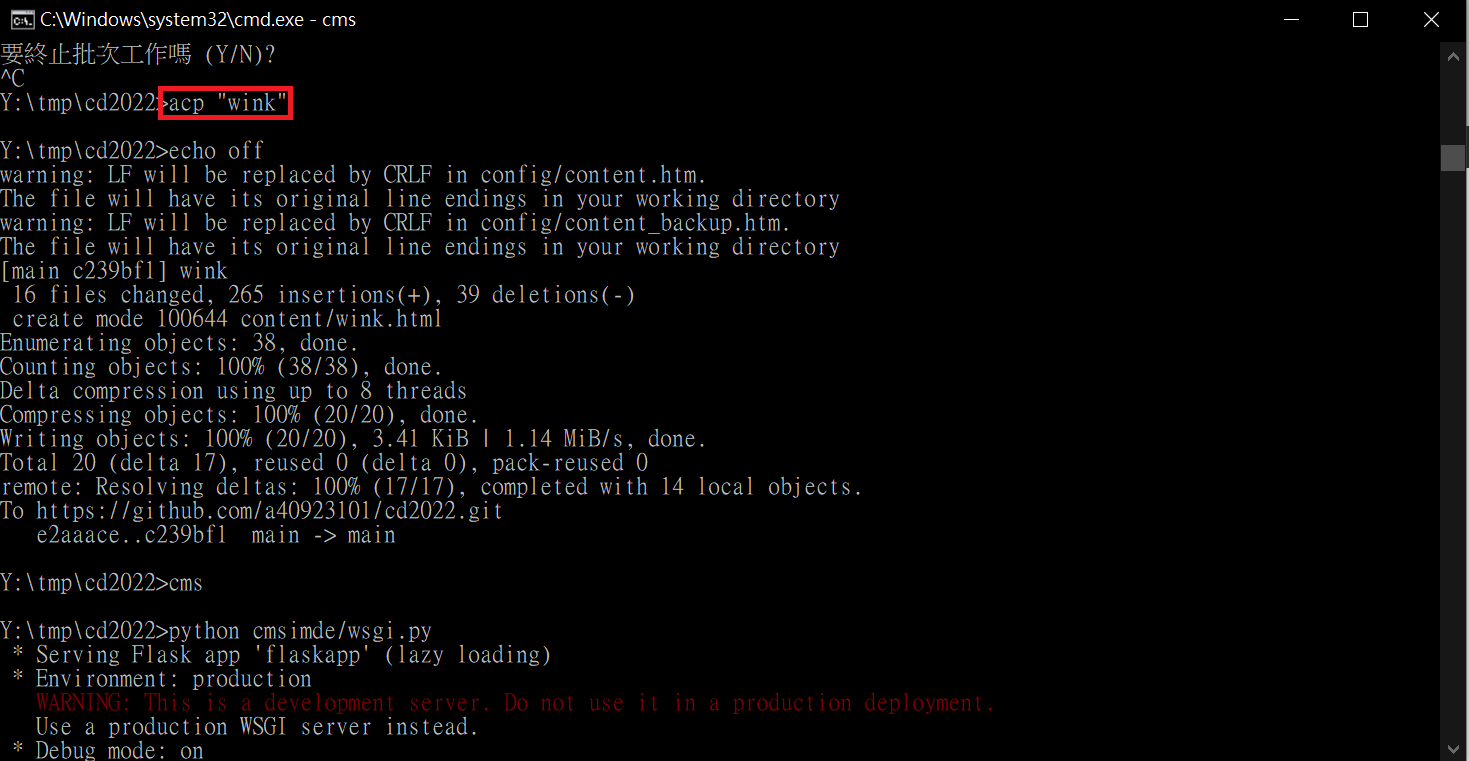 C:\Windows\system32\cmd.exe - cms
要終止批次工作嗎 (Y/N)?
^C
Y:\tmp\cd2022>acp "wink"
Y:\tmp\cd2022>echo off
warning: LF will be replaced by CRLF in config/content.htm.
The file will have its original line endings in your working directory
warning: LF will be replaced by CRLF in config/content_backup.htm.
The file will have its original line endings in your working directory
[main c239bf1] wink
 16 files changed, 265 insertions(+), 39 deletions(-)
 create mode 100644 content/wink.html
Enumerating objects: 38, done.
Counting objects: 100% (38/38), done.
Delta compression using up to 8 threads
Compressing objects: 100% (20/20), done.
Writing objects: 100% (20/20), 3.41 KiB | 1.14 MiB/s, done.
Total 20 (delta 17), reused 0 (delta 0), pack-reused 0
remote: Resolving deltas: 100% (17/17), completed with 14 local objects.
To https://github.com/a40923101/cd2022.git
   e2aaace..c239bf1  main -> main
Y:\tmp\cd2022>cms
Y:\tmp\cd2022>python cmsimde/wsgi.py
 * Serving Flask app 'flaskapp' (lazy loading)
 * Environment: production
   WARNING: This is a development server. Do not use it in a production deployment.
   Use a production WSGI server instead.
 * Debug mode: on